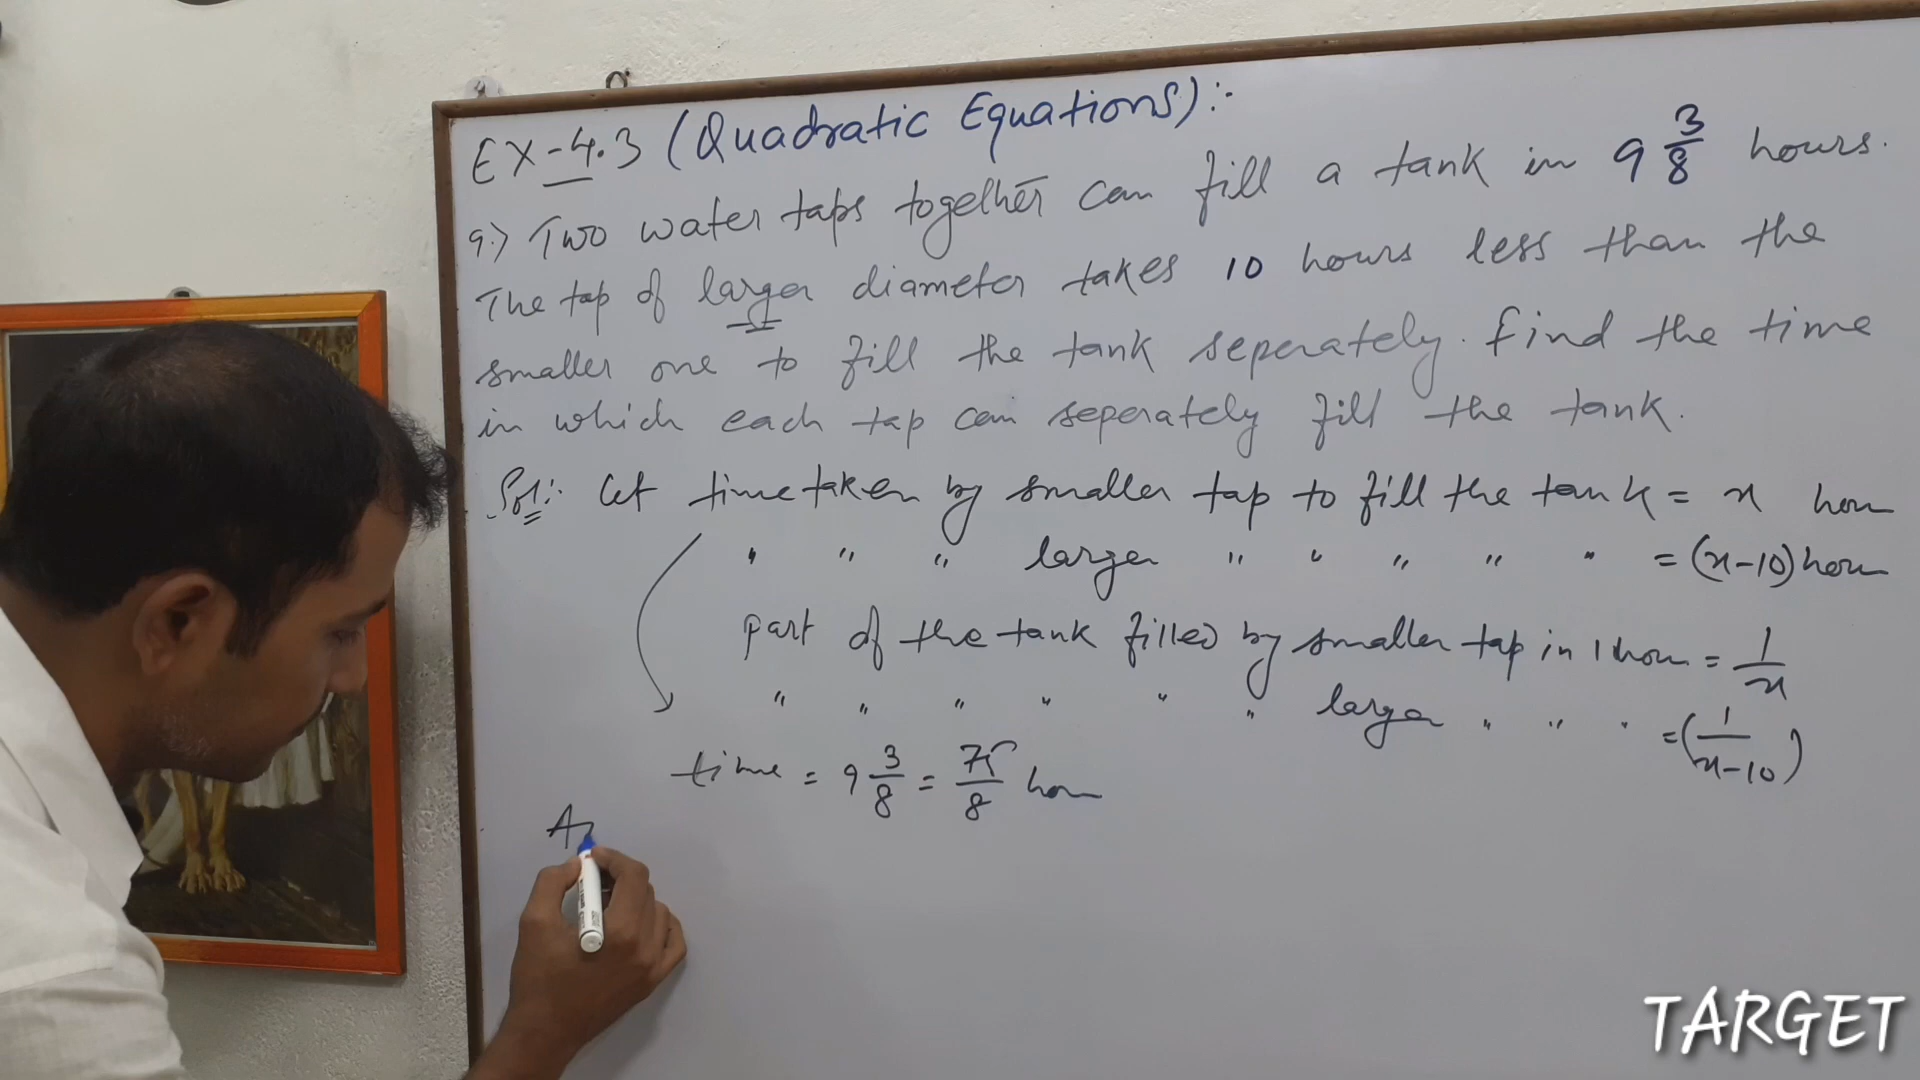 EX-4.3 (Quadratic Equations):-
9.) Two water taps together can fill a tank in 9 3/8 hours.
The tap of larger diameter takes 10 hours less than the
smaller one to fill the tank seperately. find the time
in which each tap can seperately fill the tank.
Sol:- let time taken by smaller tap to fill the tank = x hour
" " " larger " " " " " = (x-10) hour
part of the tank filled by smaller tap in 1 hour = 1/x
" " " " " " larger " " " = (1/x-10)
time = 9 3/8 = 75/8 hour
A
TARGET